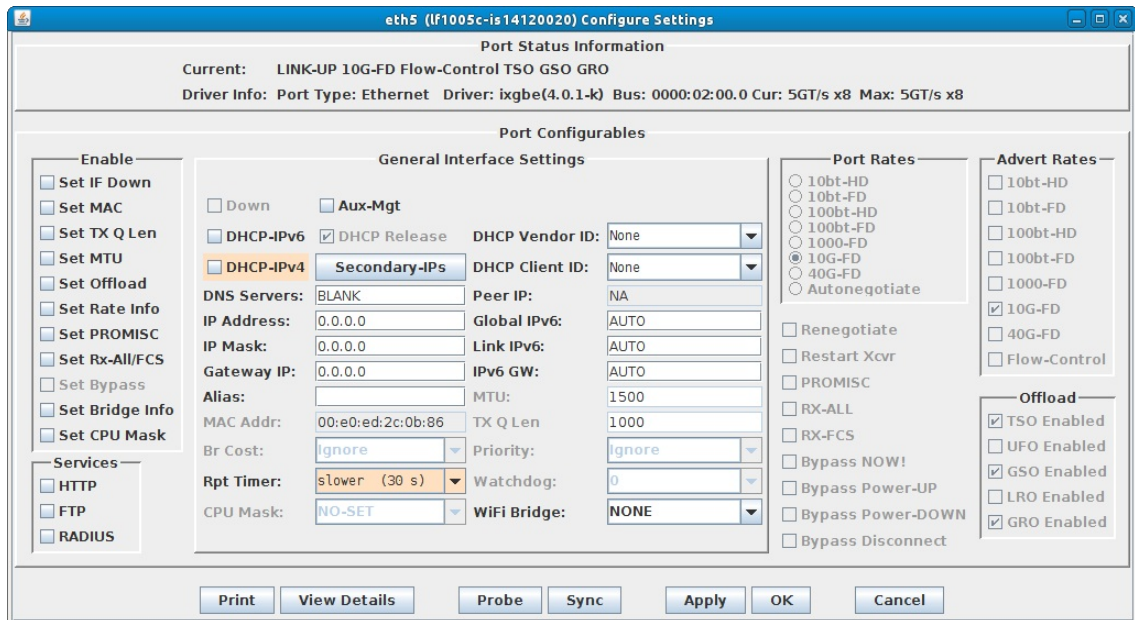 eth5 (lf1005c-is14120020) Configure Settings
Port Status Information
Current: LINK-UP 10G-FD Flow-Control TSO GSO GRO
Driver Info: Port Type: Ethernet Driver: ixgbe(4.0.1-k) Bus: 0000:02:00.0 Cur: 5GT/s x8 Max: 5GT/s x8
Port Configurables
Enable
Set IF Down
Set MAC
Set TX Q Len
Set MTU
Set Offload
Set Rate Info
Set PROMISC
Set Rx-All/FCS
Set Bypass
Set Bridge Info
Set CPU Mask
Services
HTTP
FTP
RADIUS
General Interface Settings
Down Aux-Mgt
DHCP-IPv6 DHCP Release DHCP Vendor ID: None
DHCP-IPv4 Secondary-IPs DHCP Client ID: None
DNS Servers: BLANK Peer IP: NA
IP Address: 0.0.0.0 Global IPv6: AUTO
IP Mask: 0.0.0.0 Link IPv6: AUTO
Gateway IP: 0.0.0.0 IPv6 GW: AUTO
Alias: MTU: 1500
MAC Addr: 00:e0:ed:2c:0b:86 TX Q Len 1000
Br Cost: Ignore Priority: Ignore
Rpt Timer: slower (30 s) Watchdog: 0
CPU Mask: NO-SET WiFi Bridge: NONE
Port Rates
10bt-HD
10bt-FD
100bt-HD
100bt-FD
1000-FD
10G-FD
40G-FD
Autonegotiate
Renegotiate
Restart Xcvr
PROMISC
RX-ALL
RX-FCS
Bypass NOW!
Bypass Power-UP
Bypass Power-DOWN
Bypass Disconnect
Advert Rates
10bt-HD
10bt-FD
100bt-HD
100bt-FD
1000-FD
10G-FD
40G-FD
Flow-Control
Offload
TSO Enabled
UFO Enabled
GSO Enabled
LRO Enabled
GRO Enabled
Print View Details Probe Sync Apply OK Cancel